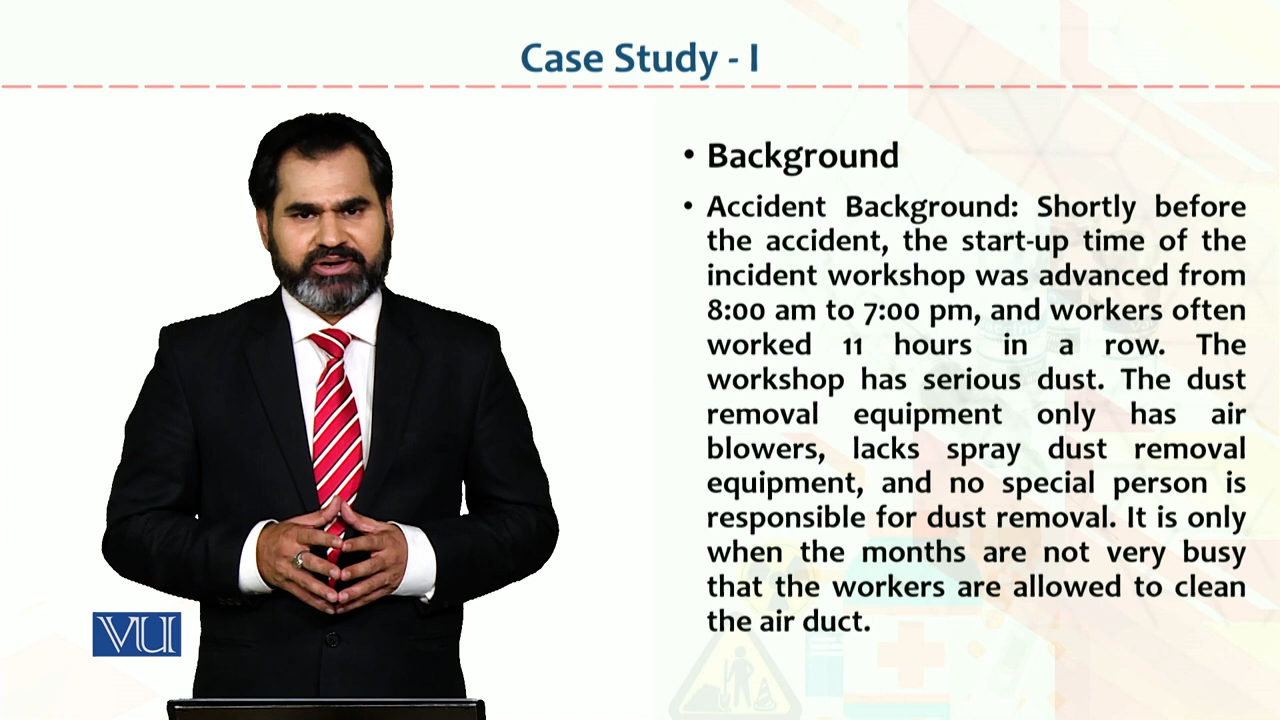 Case Study - I
• Background
• Accident Background: Shortly before
the accident, the start-up time of the
incident workshop was advanced from
8:00 am to 7:00 pm, and workers often
worked 11 hours in a row. The
workshop has serious dust. The dust
removal equipment only has air
blowers, lacks spray dust removal
equipment, and no special person is
responsible for dust removal. It is only
when the months are not very busy
that the workers are allowed to clean
the air duct.
VU